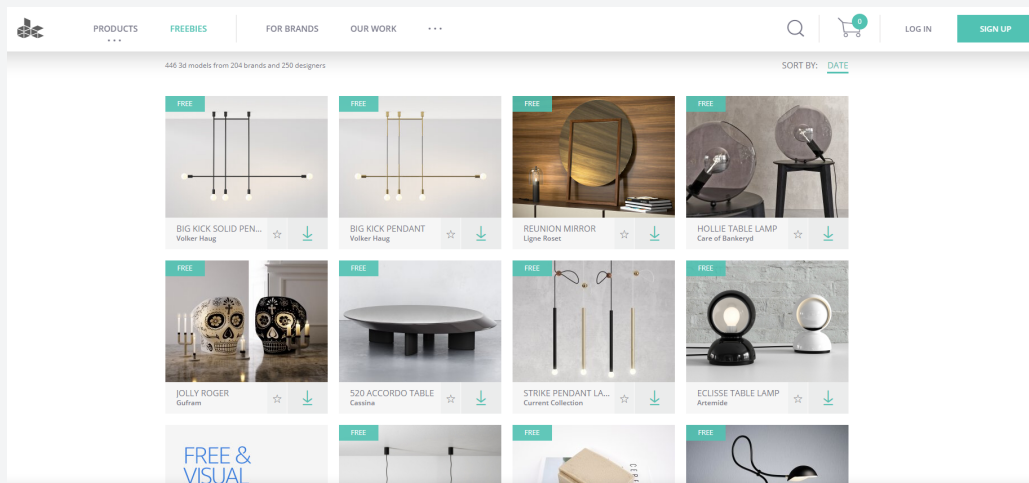 PRODUCTS FREEBIES FOR BRANDS OUR WORK 0 LOG IN SIGN UP
446 3d models from 204 brands and 250 designers SORT BY: DATE
FREE FREE FREE FREE
BIG KICK SOLID PEN... BIG KICK PENDANT REUNION MIRROR HOLLIE TABLE LAMP
Volker Haug Volker Haug Ligne Roset Care of Bankeryd
FREE FREE FREE FREE
JOLLY ROGER 520 ACCORDO TABLE STRIKE PENDANT LA... ECLISSE TABLE LAMP
Gufram Cassina Current Collection Artemide
FREE FREE FREE
FREE &
VISUAL